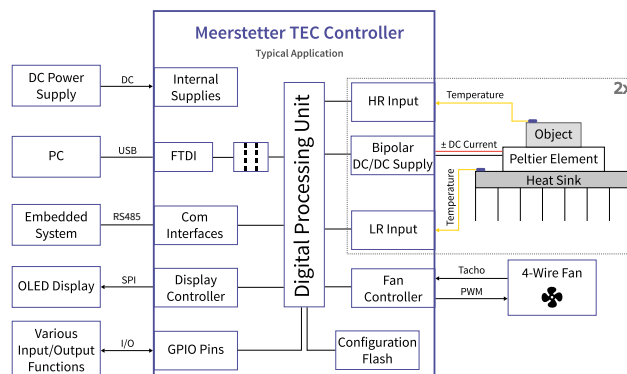 Meerstetter TEC Controller
Typical Application
2x
DC Power
Supply
DC
Internal
Supplies
PC
USB
FTDI
Embedded
System
RS485
Com
Interfaces
OLED Display
SPI
Display
Controller
Various
Input/Output
Functions
I/O
GPIO Pins
Digital Processing Unit
HR Input
Temperature
Object
Bipolar
DC/DC Supply
± DC Current
Peltier Element
Heat Sink
Temperature
LR Input
Fan
Controller
Tacho
PWM
4-Wire Fan
Configuration
Flash